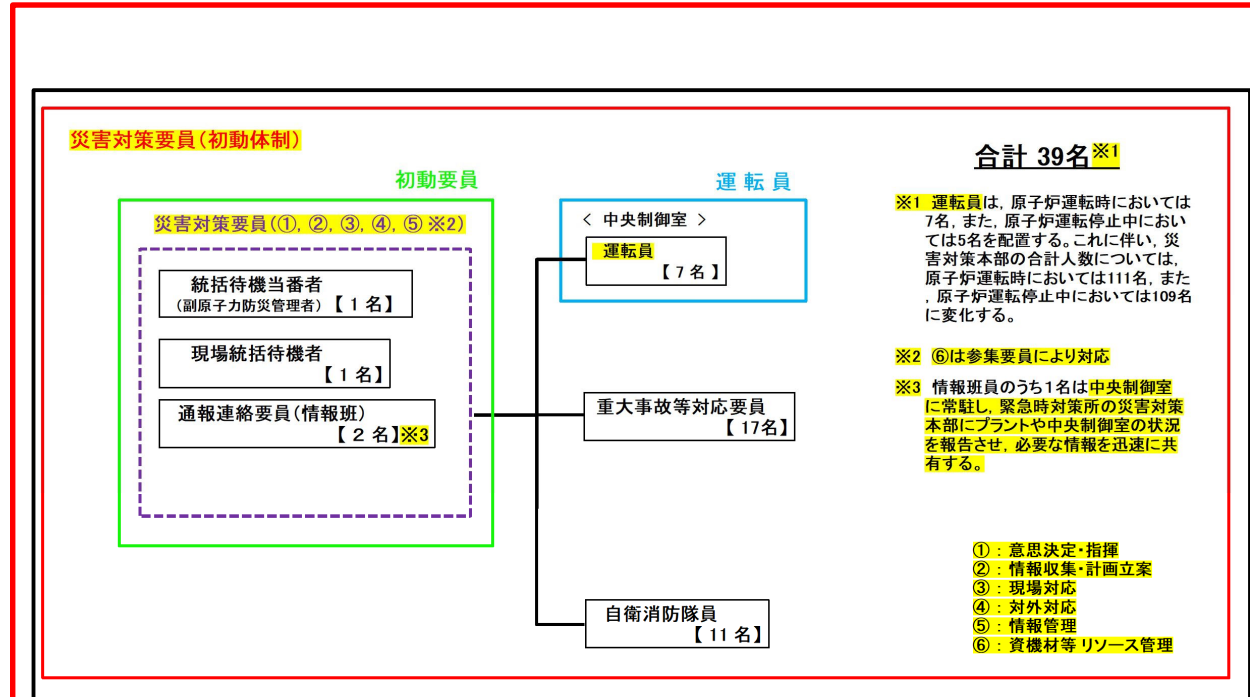 災害対策要員(初動体制)
初動要員
災害対策要員(①, ②, ③, ④, ⑤ ※2)
統括待機当番者
(副原子力防災管理者)【 1 名】
現場統括待機者
【 1 名】
通報連絡要員(情報班)
【 2 名】※3
運 転 員
< 中央制御室 >
運転員
【 7 名 】
重大事故等対応要員
【 17名】
自衛消防隊員
【 11 名】
合計 39名※1
※1 運転員は, 原子炉運転時においては
7名, また, 原子炉運転停止中におい
ては5名を配置する。これに伴い, 災
害対策本部の合計人数については,
原子炉運転時においては111名, また
, 原子炉運転停止中においては109名
に変化する。
※2 ⑥は参集要員により対応
※3 情報班員のうち1名は中央制御室
に常駐し, 緊急時対策所の災害対策
本部にプラントや中央制御室の状況
を報告させ, 必要な情報を迅速に共
有する。
① : 意思決定・指揮
② : 情報収集・計画立案
③ : 現場対応
④ : 対外対応
⑤ : 情報管理
⑥ : 資機材等 リソース管理